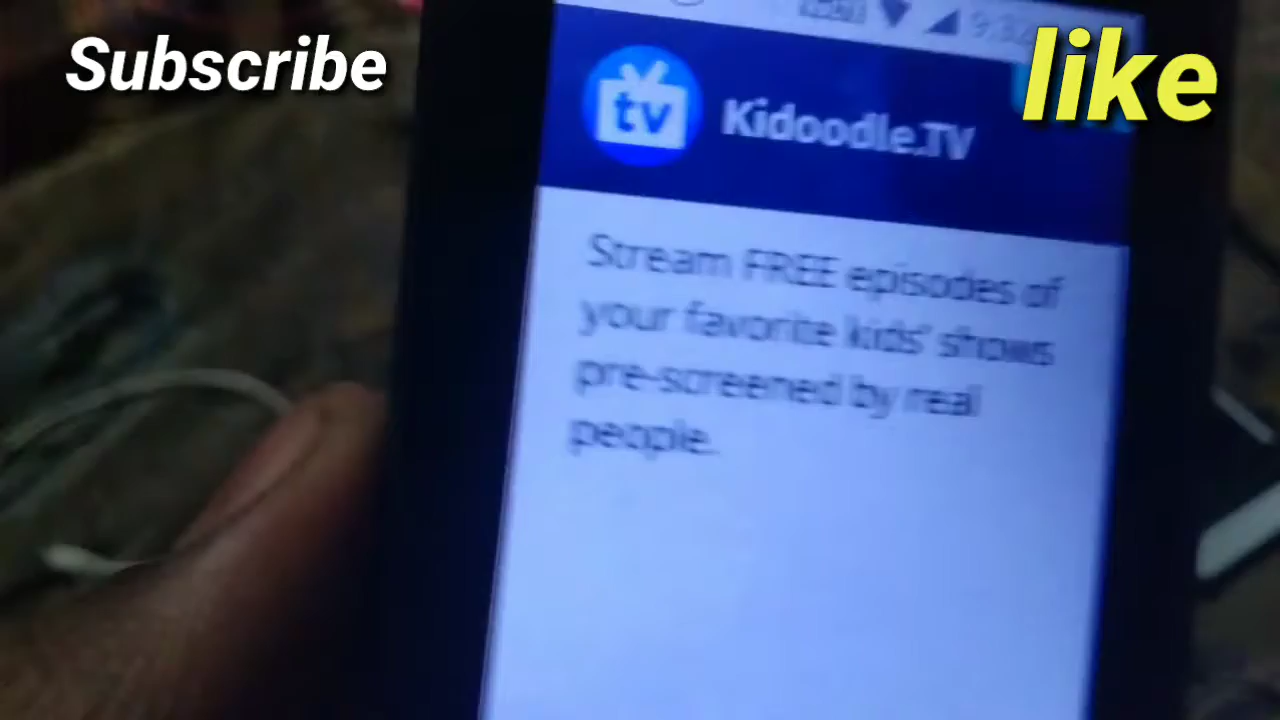 Subscribe
like
tv
Kidoodle.TV
Stream FREE episodes of
your favorite kids' shows
pre-screened by real
people.